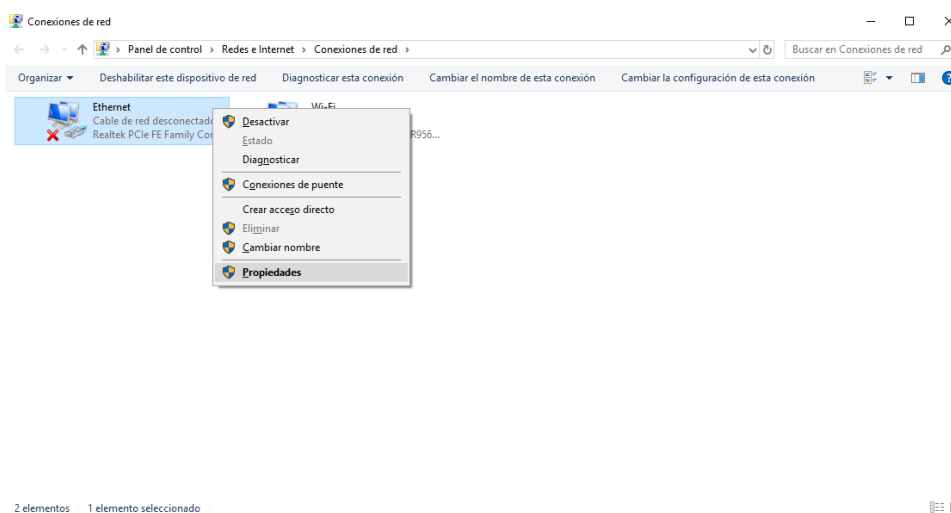 Conexiones de red
Panel de control > Redes e Internet > Conexiones de red >
Buscar en Conexiones de red
Organizar
Deshabilitar este dispositivo de red
Diagnosticar esta conexión
Cambiar el nombre de esta conexión
Cambiar la configuración de esta conexión
Ethernet
Cable de red desconectado
Realtek PCIe FE Family
Wi-Fi
R956...
Desactivar
Estado
Diagnosticar
Conexiones de puente
Crear acceso directo
Eliminar
Cambiar nombre
Propiedades
2 elementos
1 elemento seleccionado